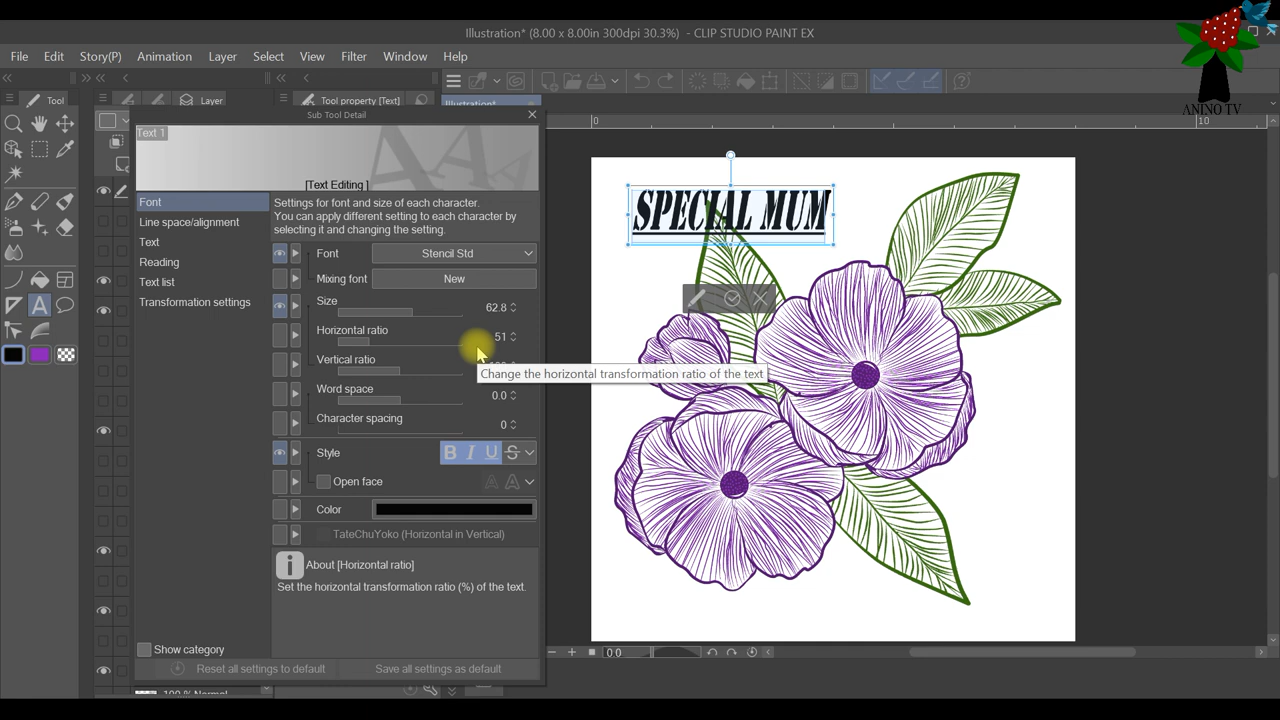 Illustration* (8.00 x 8.00in 300dpi 30.3%) - CLIP STUDIO PAINT EX
ANINO TV
File Edit Story(P) Animation Layer Select View Filter Window Help
Tool
Layer
Tool property [Text]
Illustration*
Sub Tool Detail
0
10
Text 1
[Text Editing ]
Font
Line space/alignment
Text
Reading
Text list
Transformation settings
Settings for font and size of each character.
You can apply different setting to each character by
selecting it and changing the setting.
Font Stencil Std
Mixing font New
Size 62.8
Horizontal ratio 51
Vertical ratio
Change the horizontal transformation ratio of the text
Word space 0.0
Character spacing 0
Style B I U S
Open face A A
Color
TateChuYoko (Horizontal in Vertical)
i About [Horizontal ratio]
Set the horizontal transformation ratio (%) of the text.
Show category
Reset all settings to default Save all settings as default
100 % Normal
SPECIAL MUM
0.0